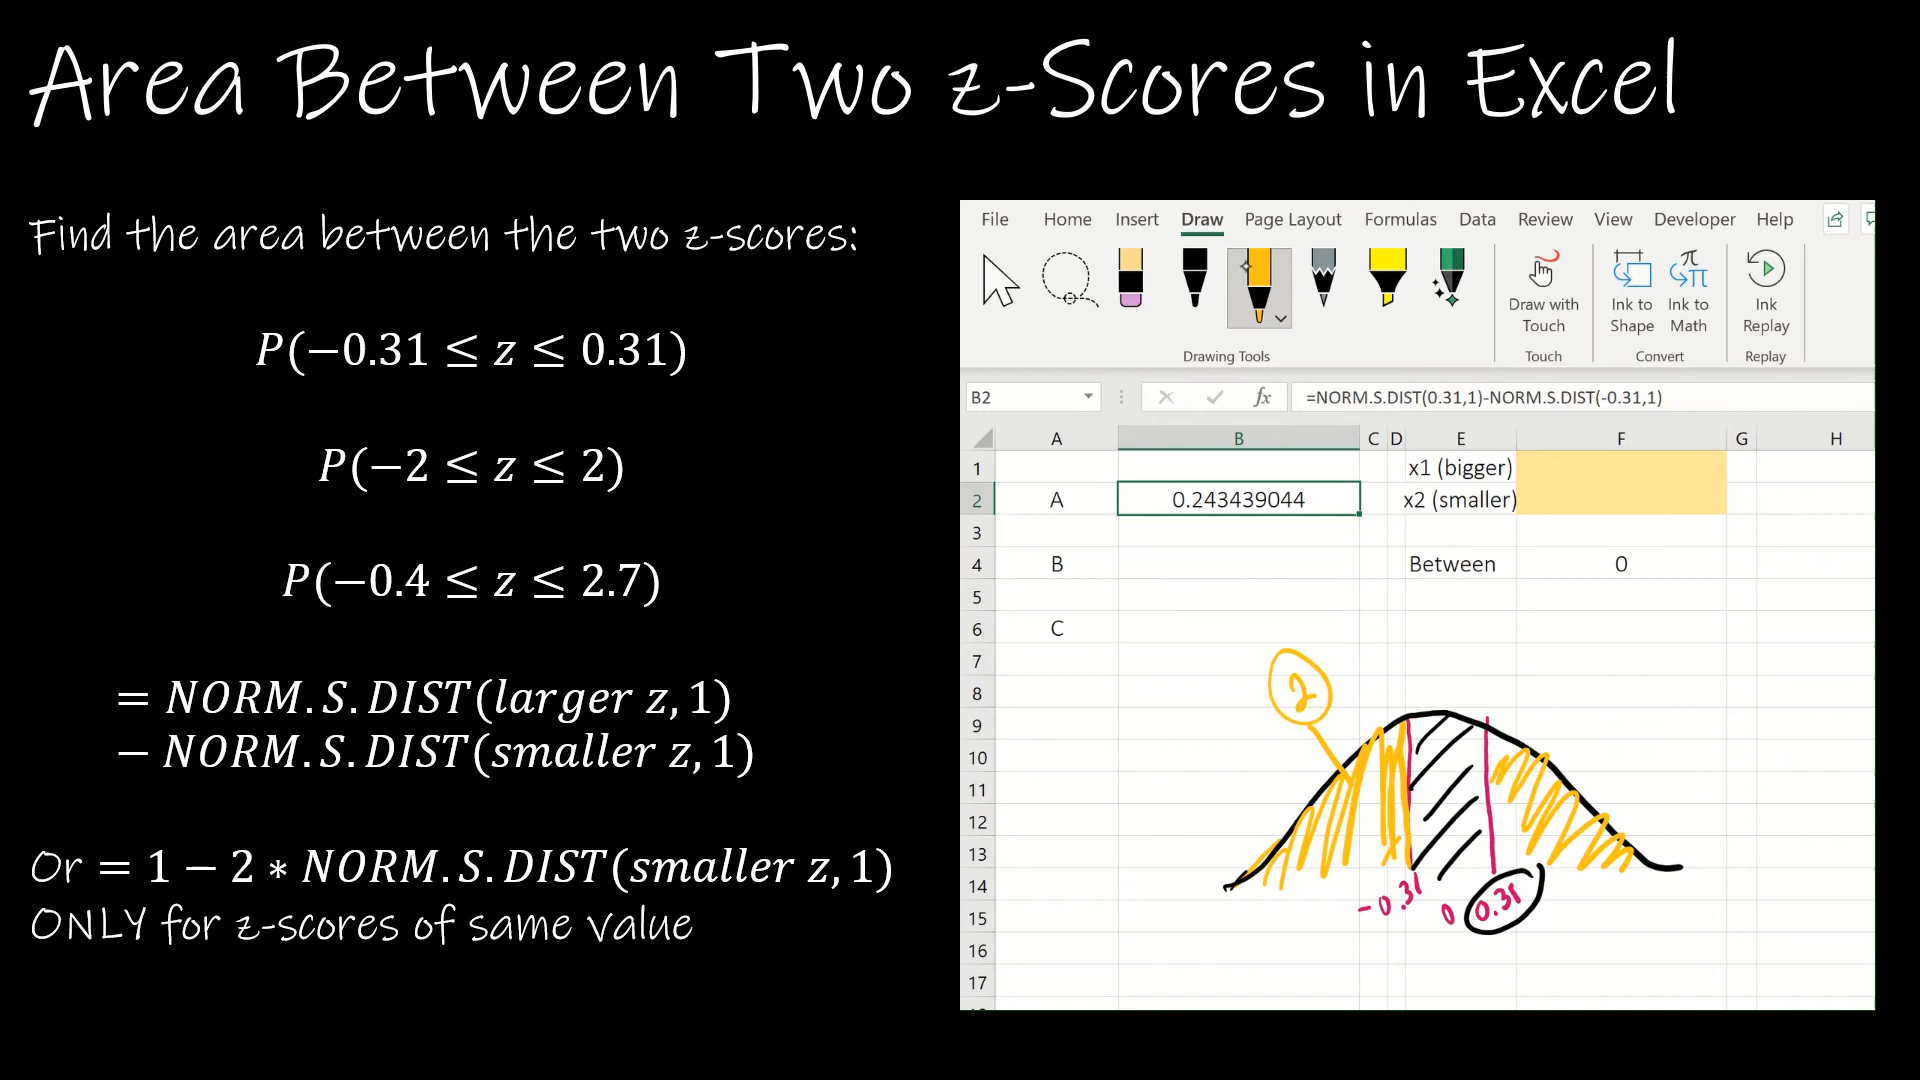 Area Between Two z-Scores in Excel
Find the area between the two z-scores:
P(−0.31 ≤ z ≤ 0.31)
P(−2 ≤ z ≤ 2)
P(−0.4 ≤ z ≤ 2.7)
= NORM.S.DIST(larger z, 1)
− NORM.S.DIST(smaller z, 1)
Or = 1 − 2 ∗ NORM.S.DIST(smaller z, 1)
ONLY for z-scores of same value
File Home Insert Draw Page Layout Formulas Data Review View Developer Help
Draw with Touch
Ink to Shape
Ink to Math
Ink Replay
Drawing Tools Touch Convert Replay
B2 fx =NORM.S.DIST(0.31,1)-NORM.S.DIST(-0.31,1)
A B C D E F G H
1 x1 (bigger)
2 A 0.243439044 x2 (smaller)
3
4 B Between 0
5
6 C
7
8
9
10
11
12
13
14
15
16
17
2
-0.31 0 0.31